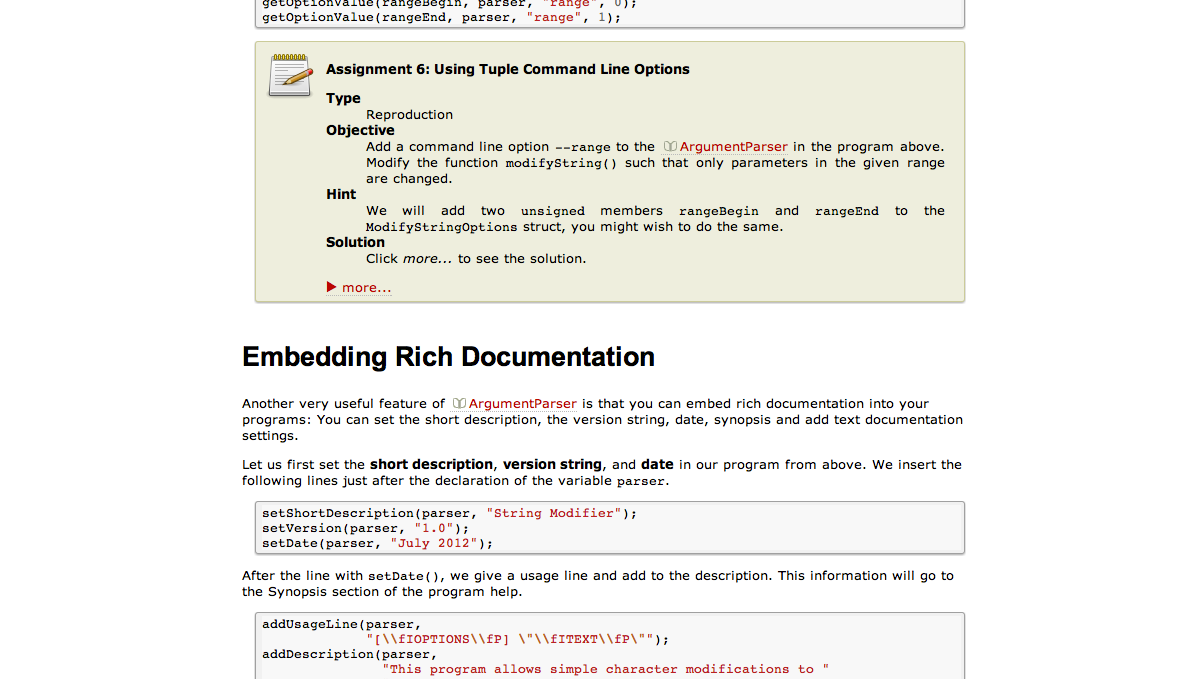 getOptionValue(rangeBegin, parser, "range", 0);
getOptionValue(rangeEnd, parser, "range", 1);
Assignment 6: Using Tuple Command Line Options
Type
Reproduction
Objective
Add a command line option --range to the ArgumentParser in the program above.
Modify the function modifyString() such that only parameters in the given range
are changed.
Hint
We will add two unsigned members rangeBegin and rangeEnd to the
ModifyStringOptions struct, you might wish to do the same.
Solution
Click more... to see the solution.
more...
Embedding Rich Documentation
Another very useful feature of ArgumentParser is that you can embed rich documentation into your
programs: You can set the short description, the version string, date, synopsis and add text documentation
settings.
Let us first set the short description, version string, and date in our program from above. We insert the
following lines just after the declaration of the variable parser.
setShortDescription(parser, "String Modifier");
setVersion(parser, "1.0");
setDate(parser, "July 2012");
After the line with setDate(), we give a usage line and add to the description. This information will go to
the Synopsis section of the program help.
addUsageLine(parser,
"[\\fIOPTIONS\\fP] \"\\fITEXT\\fP\"");
addDescription(parser,
"This program allows simple character modifications to "